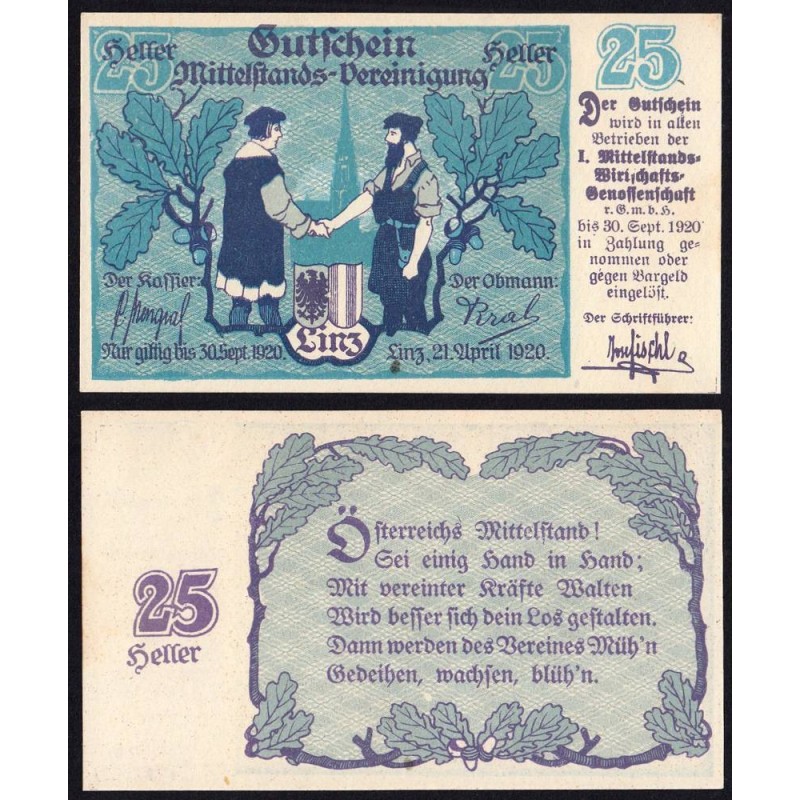 25 Heller
Gutschein
Heller 25
Mittelstands-Vereinigung
Der Kassier:
Der Obmann:
Kral
Linz
Nur giltig bis 30. Sept. 1920.
Linz, 21. April 1920.
25
Der Gutschein
wird in allen
Betrieben der
I. Mittelstands-
Wirtschafts-
Genossenschaft
r. G. m. b. H.
bis 30. Sept. 1920
in Zahlung ge-
nommen oder
gegen Bargeld
eingelöst.
Der Schriftführer:
25
Heller
Österreichs Mittelstand!
Sei einig Hand in Hand;
Mit vereinter Kräfte Walten
Wird besser sich dein Los gestalten.
Dann werden des Vereines Müh'n
Gedeihen, wachsen, blüh'n.